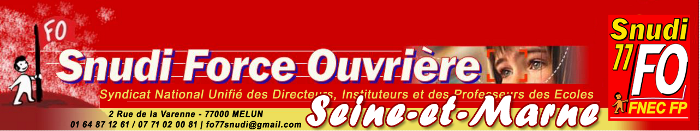 FO
Snudi Force Ouvrière
Syndicat National Unifié des Directeurs, Instituteurs et des Professeurs des Ecoles
2 Rue de la Varenne - 77000 MELUN
01 64 87 12 61 / 07 71 02 00 81 | fo77snudi@gmail.com
Seine-et-Marne
Snudi
77
FO
FNEC FP